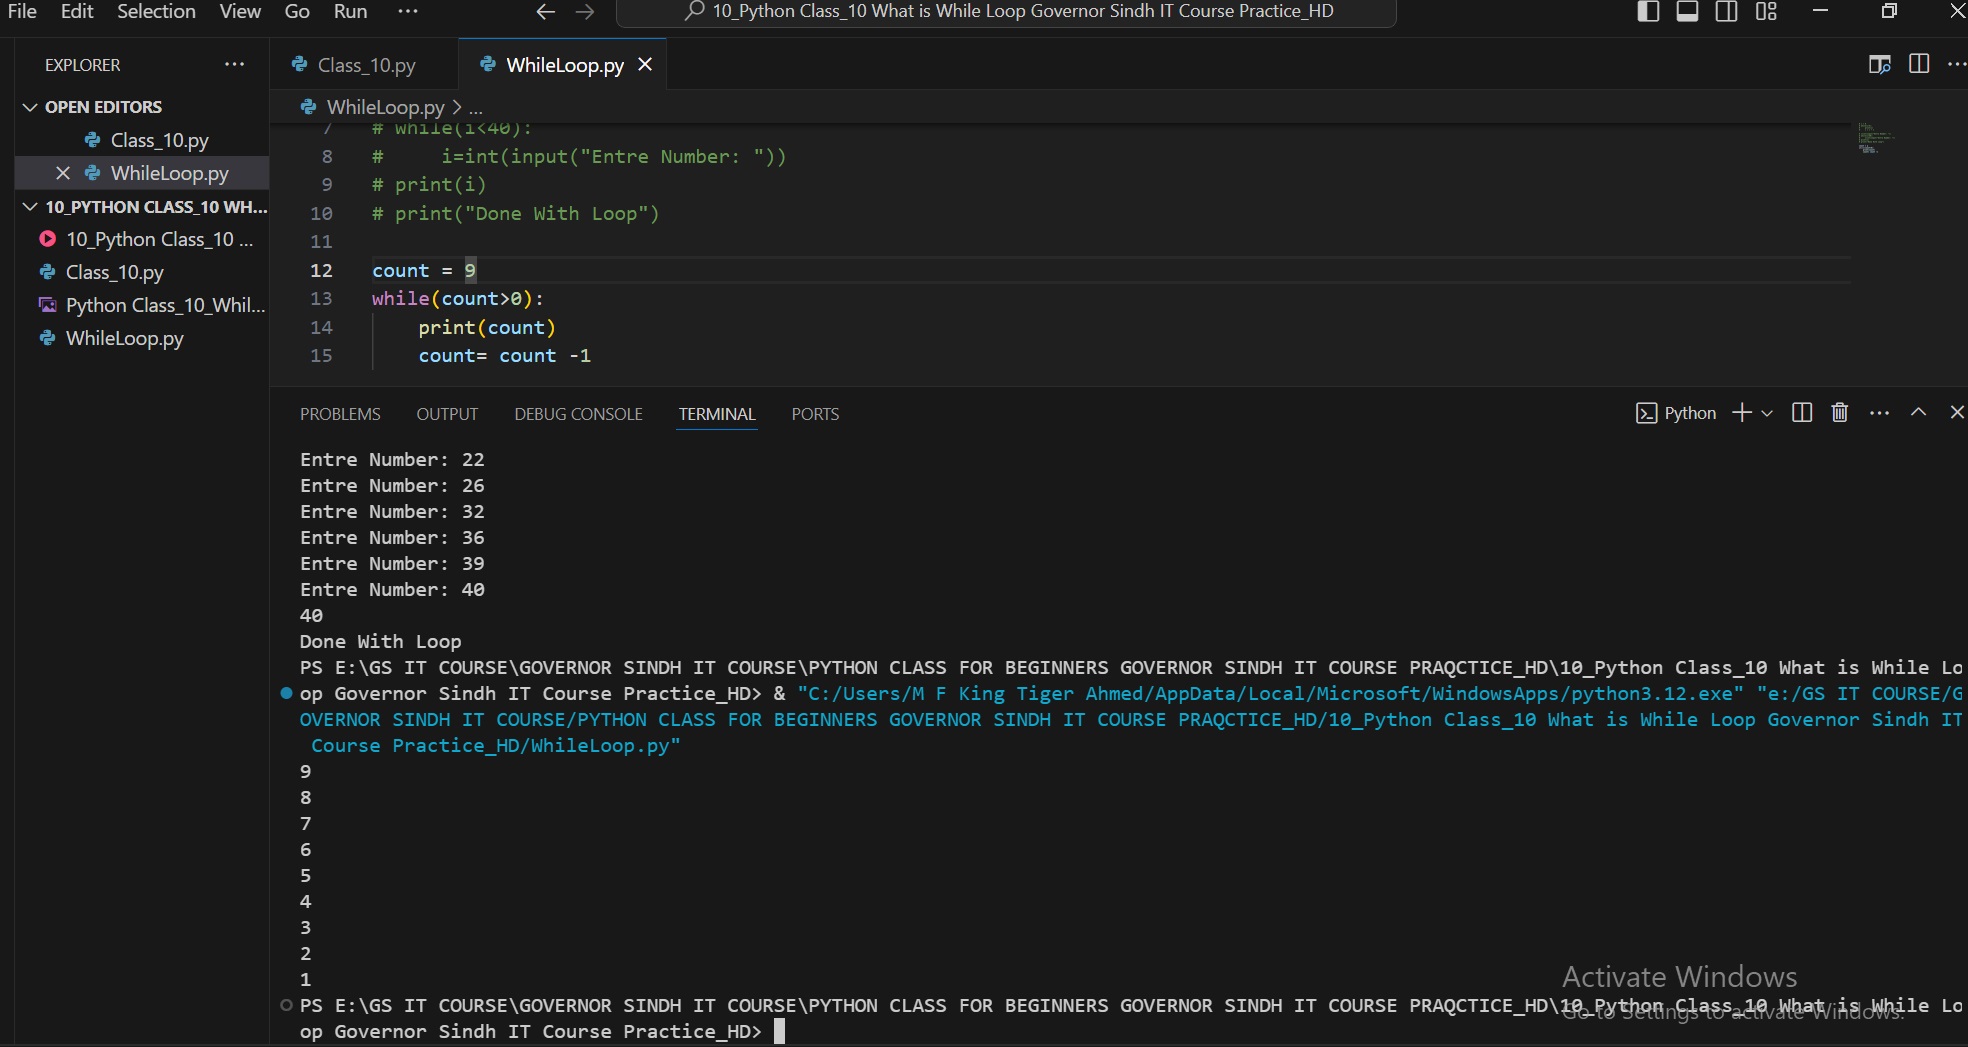 File Edit Selection View Go Run ···
10_Python Class_10 What is While Loop Governor Sindh IT Course Practice_HD
EXPLORER ···
Class_10.py
WhileLoop.py
OPEN EDITORS
Class_10.py
WhileLoop.py
10_PYTHON CLASS_10 WH...
10_Python Class_10 ...
Class_10.py
Python Class_10_Whil...
WhileLoop.py
WhileLoop.py > ...
7 # while(i<40):
8 #     i=int(input("Entre Number: "))
9 # print(i)
10 # print("Done With Loop")
11
12 count = 9
13 while(count>0):
14     print(count)
15     count= count -1
PROBLEMS OUTPUT DEBUG CONSOLE TERMINAL PORTS
Python
Entre Number: 22
Entre Number: 26
Entre Number: 32
Entre Number: 36
Entre Number: 39
Entre Number: 40
40
Done With Loop
PS E:\GS IT COURSE\GOVERNOR SINDH IT COURSE\PYTHON CLASS FOR BEGINNERS GOVERNOR SINDH IT COURSE PRAQCTICE_HD\10_Python Class_10 What is While Lo
op Governor Sindh IT Course Practice_HD> & "C:/Users/M F King Tiger Ahmed/AppData/Local/Microsoft/WindowsApps/python3.12.exe" "e:/GS IT COURSE/G
OVERNOR SINDH IT COURSE/PYTHON CLASS FOR BEGINNERS GOVERNOR SINDH IT COURSE PRAQCTICE_HD/10_Python Class_10 What is While Loop Governor Sindh IT
Course Practice_HD/WhileLoop.py"
9
8
7
6
5
4
3
2
1
PS E:\GS IT COURSE\GOVERNOR SINDH IT COURSE\PYTHON CLASS FOR BEGINNERS GOVERNOR SINDH IT COURSE PRAQCTICE_HD\10_Python Class_10 What is While Lo
op Governor Sindh IT Course Practice_HD>
Activate Windows
Go to Settings to activate Windows.